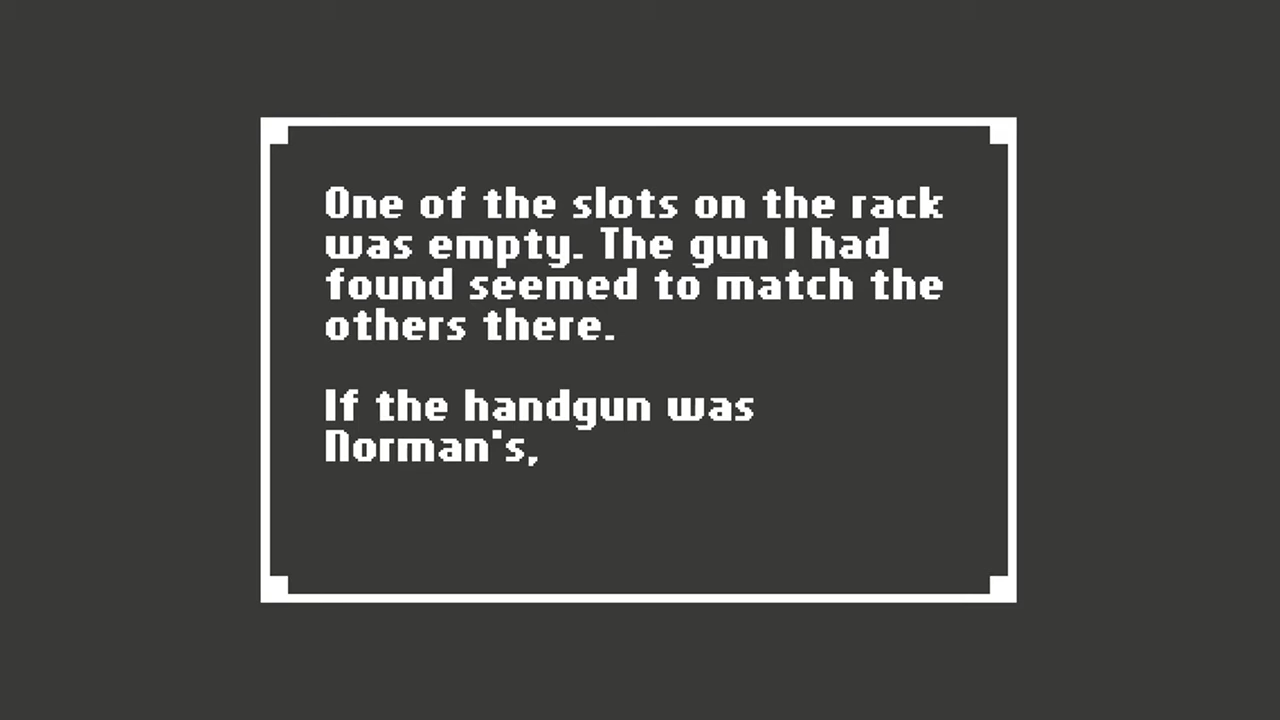 One of the slots on the rack
was empty. The gun I had
found seemed to match the
others there.
If the handgun was
Norman's,